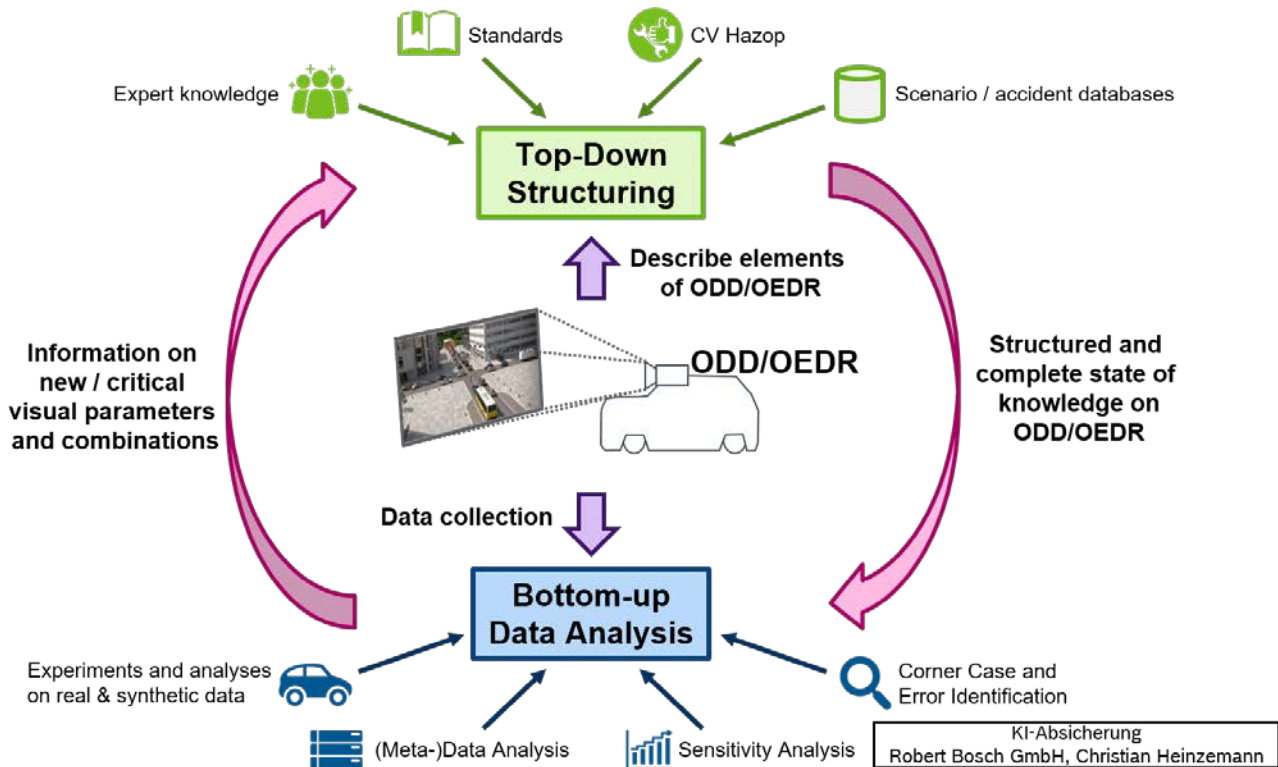 Standards
CV Hazop
Expert knowledge
Scenario / accident databases
Top-Down
Structuring
Describe elements
of ODD/OEDR
ODD/OEDR
Information on
new / critical
visual parameters
and combinations
Structured and
complete state of
knowledge on
ODD/OEDR
Data collection
Bottom-up
Data Analysis
Experiments and analyses
on real & synthetic data
Corner Case and
Error Identification
(Meta-)Data Analysis
Sensitivity Analysis
KI-Absicherung
Robert Bosch GmbH, Christian Heinzemann